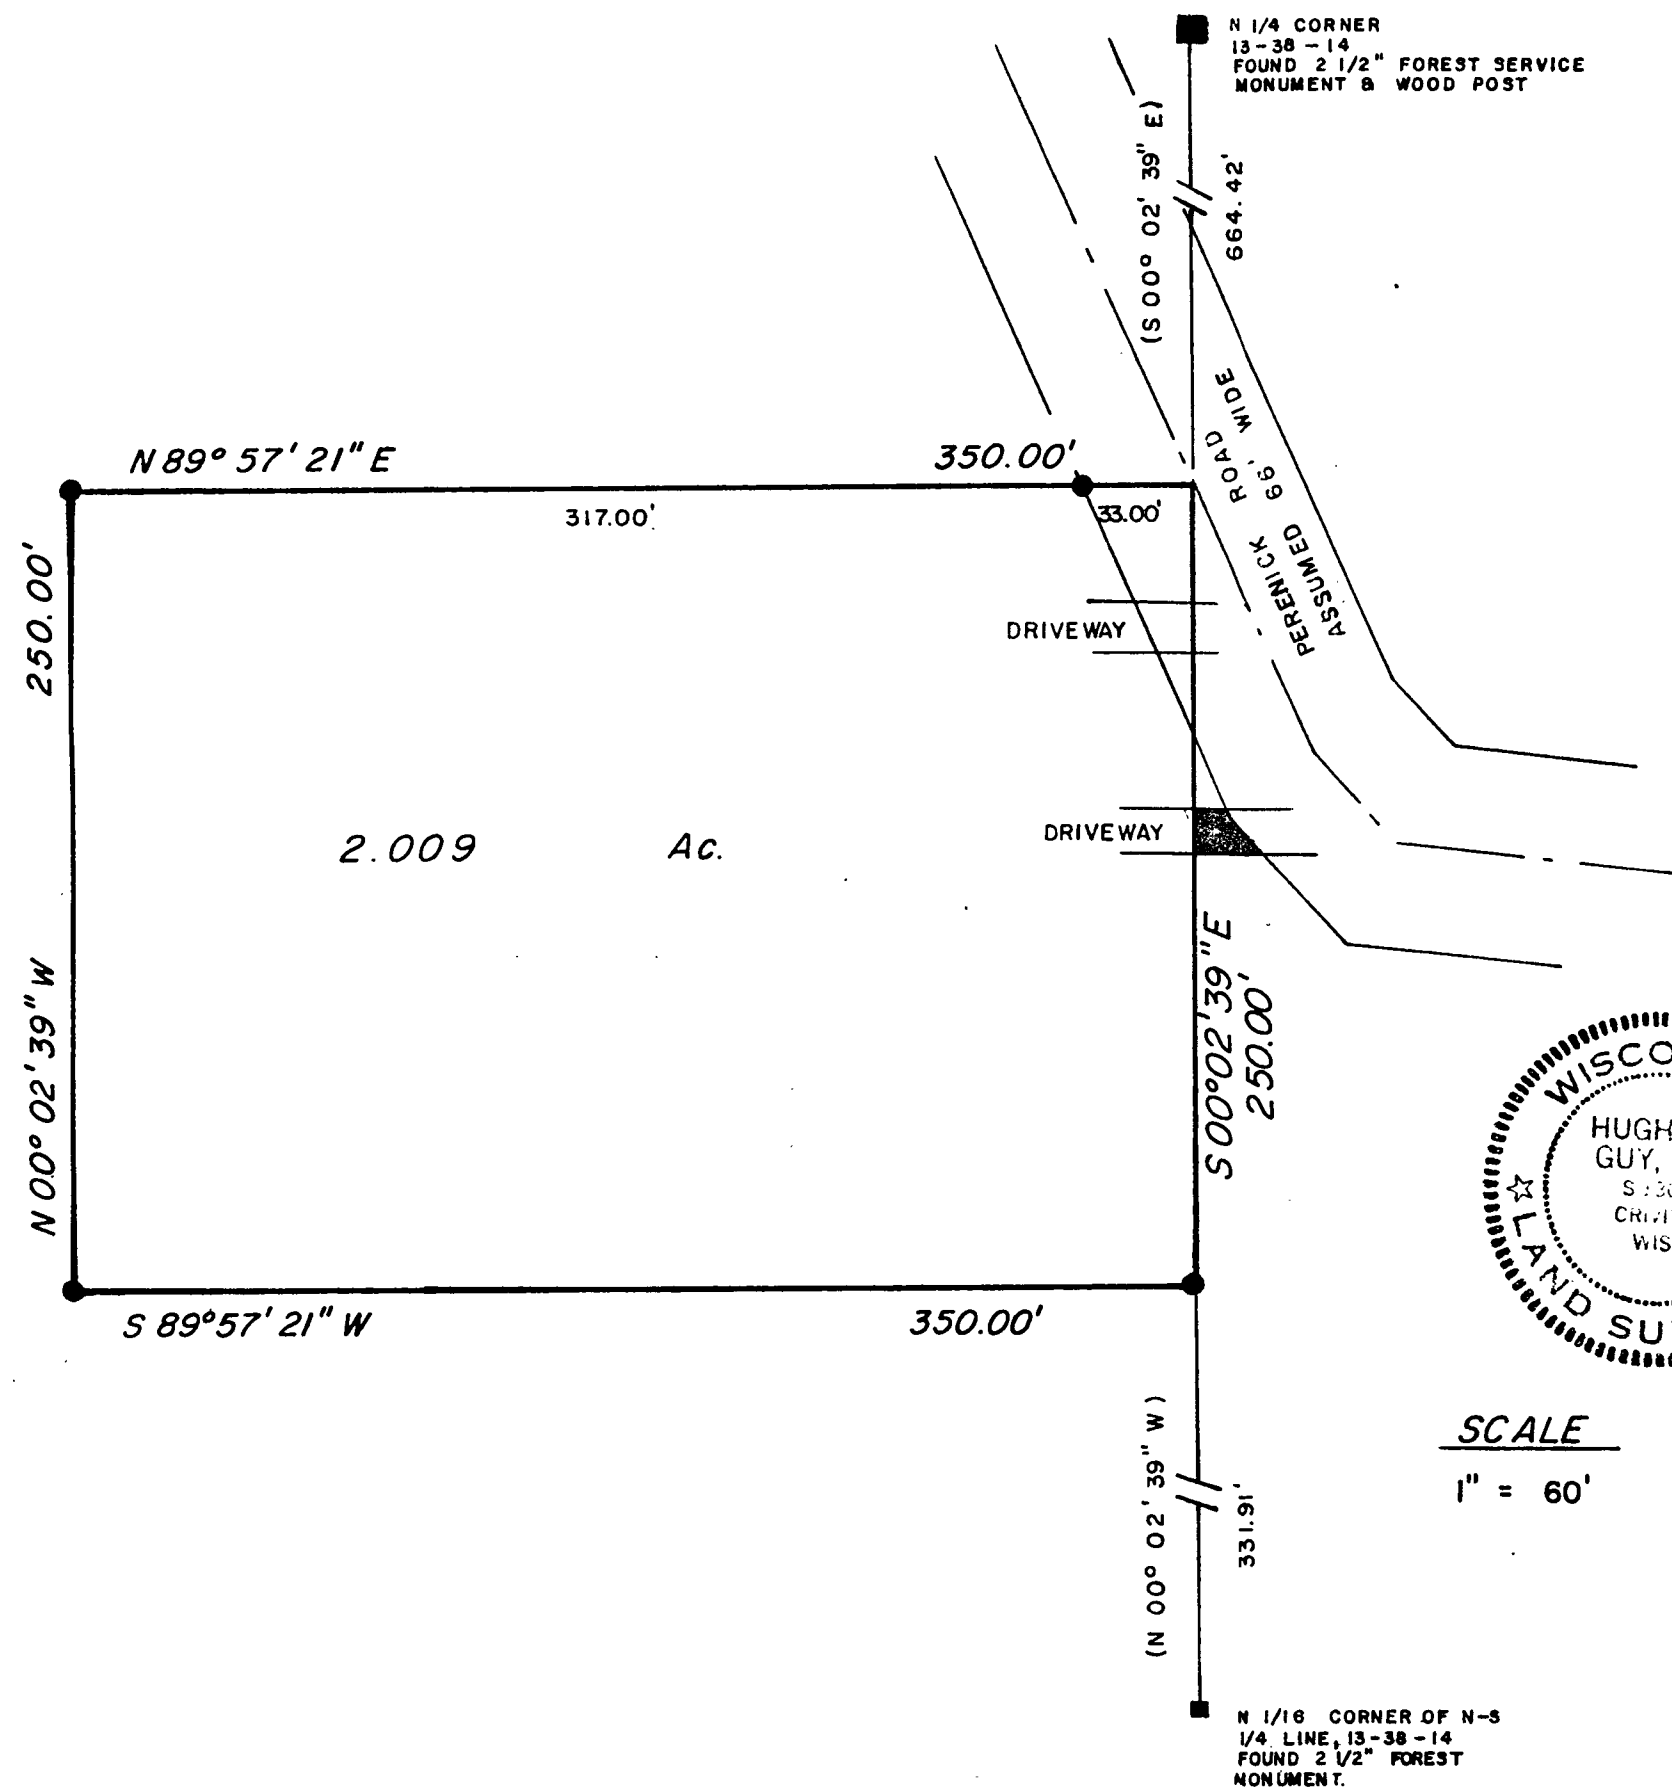 N 1/4 CORNER
13-38-14
FOUND 2 1/2" FOREST SERVICE
MONUMENT & WOOD POST
(S 00° 02' 39" E)
664.42'
N 89° 57' 21" E
350.00'
317.00'
33.00'
PERENICK ROAD
ASSUMED 66' WIDE
250.00'
N 00° 02' 39" W
DRIVEWAY
DRIVEWAY
2.009 Ac.
S 00° 02' 39" E
250.00'
S 89° 57' 21" W
350.00'
WISCO
HUGH
GUY,
WIS
LAND SU
SCALE
1" = 60'
(N 00° 02' 39" W)
331.91'
N 1/16 CORNER OF N-S
1/4 LINE, 13-38-14
FOUND 2 1/2" FOREST
MONUMENT.